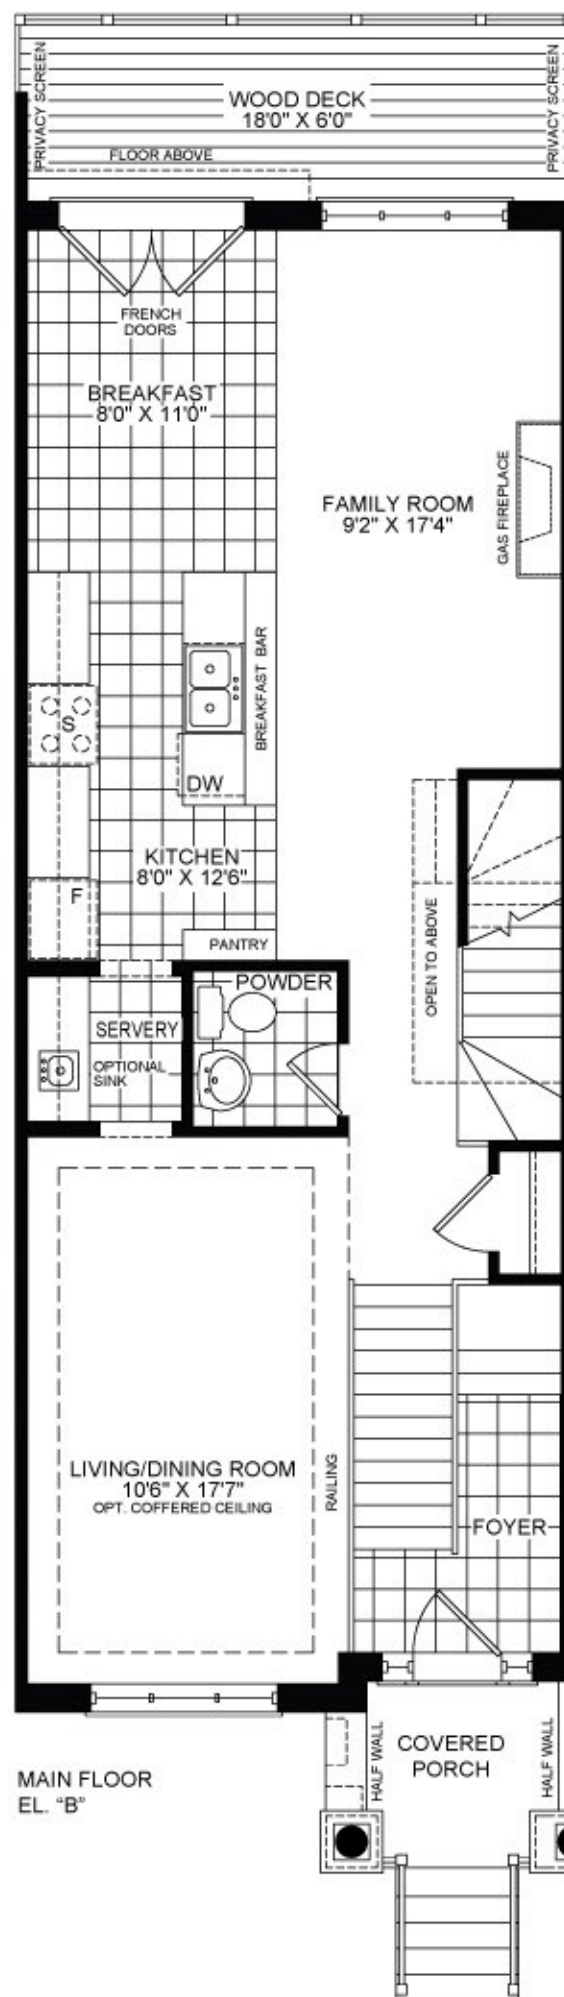 PRIVACY SCREEN
WOOD DECK
18'0" X 6'0"
PRIVACY SCREEN
FLOOR ABOVE
FRENCH
DOORS
BREAKFAST
8'0" X 11'0"
FAMILY ROOM
9'2" X 17'4"
GAS FIREPLACE
BREAKFAST BAR
S
DW
KITCHEN
8'0" X 12'6"
F
PANTRY
OPEN TO ABOVE
POWDER
SERVERY
OPTIONAL
SINK
LIVING/DINING ROOM
10'6" X 17'7"
OPT. COFFERED CEILING
RAILING
FOYER
HALF WALL
COVERED
PORCH
HALF WALL
MAIN FLOOR
EL. “B”